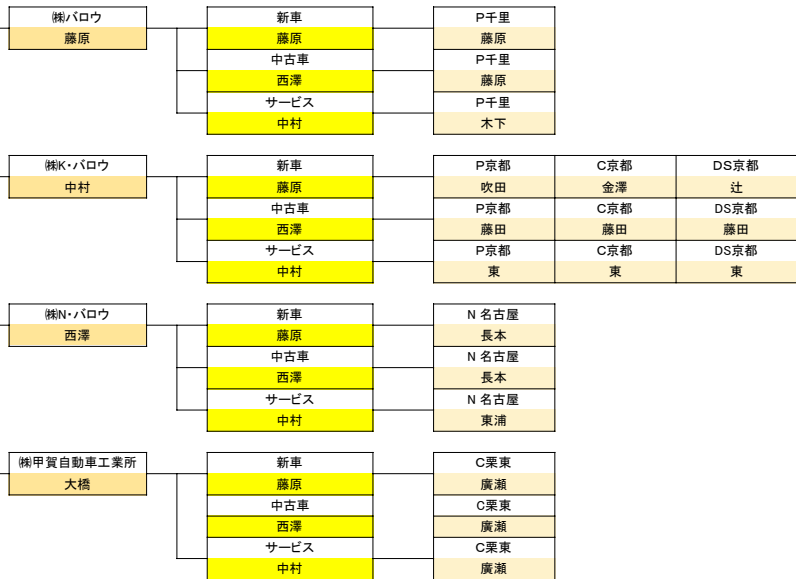 ㈱バロウ 新車 P千里
藤原 藤原 藤原
中古車 P千里
西澤 藤原
サービス P千里
中村 木下
㈱K・バロウ 新車 P京都 C京都 DS京都
中村 藤原 吹田 金澤 辻
中古車 P京都 C京都 DS京都
西澤 藤田 藤田 藤田
サービス P京都 C京都 DS京都
中村 東 東 東
㈱N・バロウ 新車 N 名古屋
西澤 藤原 長本
中古車 N 名古屋
西澤 長本
サービス N 名古屋
中村 東浦
㈱甲賀自動車工業所 新車 C栗東
大橋 藤原 廣瀬
中古車 C栗東
西澤 廣瀬
サービス C栗東
中村 廣瀬